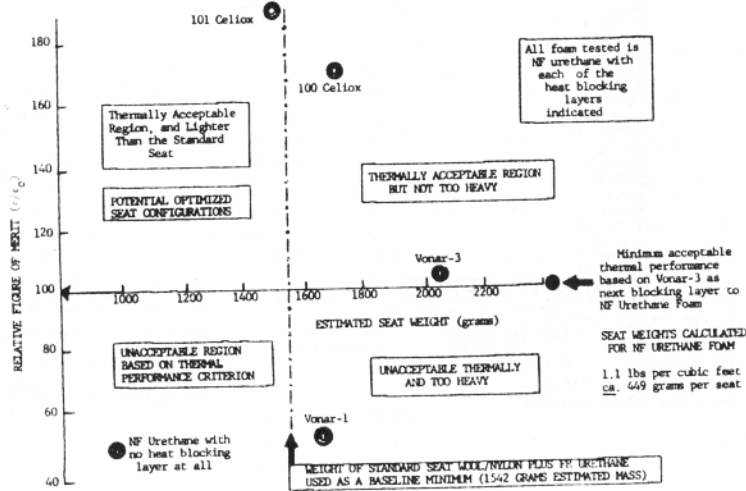 101 Celiox
180
100 Celiox
All foam tested is
NF urethane with
each of the
heat blocking
layers
indicated
160
Thermally Acceptable
Region, and Lighter
Than the Standard
Seat
140
THERMALLY ACCEPTABLE REGION
BUT NOT TOO HEAVY
POTENTIAL OPTIMIZED
SEAT CONFIGURATIONS
120
Vonar-3
Minimum acceptable
thermal performance
based on Vonar-3 as
next blocking layer to
NF Urethane Foam
RELATIVE FIGURE OF MERIT (ε/ε₀)
100
1000
1200
1400
1600
1800
2000
2200
ESTIMATED SEAT WEIGHT (grams)
SEAT WEIGHTS CALCULATED
FOR NF URETHANE FOAM
1.1 lbs per cubic feet
ca. 449 grams per seat
80
UNACCEPTABLE REGION
BASED ON THERMAL
PERFORMANCE CRITERION
UNACCEPTABLE THERMALLY
AND TOO HEAVY
60
Vonar-1
NF Urethane with
no heat blocking
layer at all
40
WEIGHT OF STANDARD SEAT WOOL/NYLON PLUS FR URETHANE
USED AS A BASELINE MINIMUM (1542 GRAMS ESTIMATED MASS)